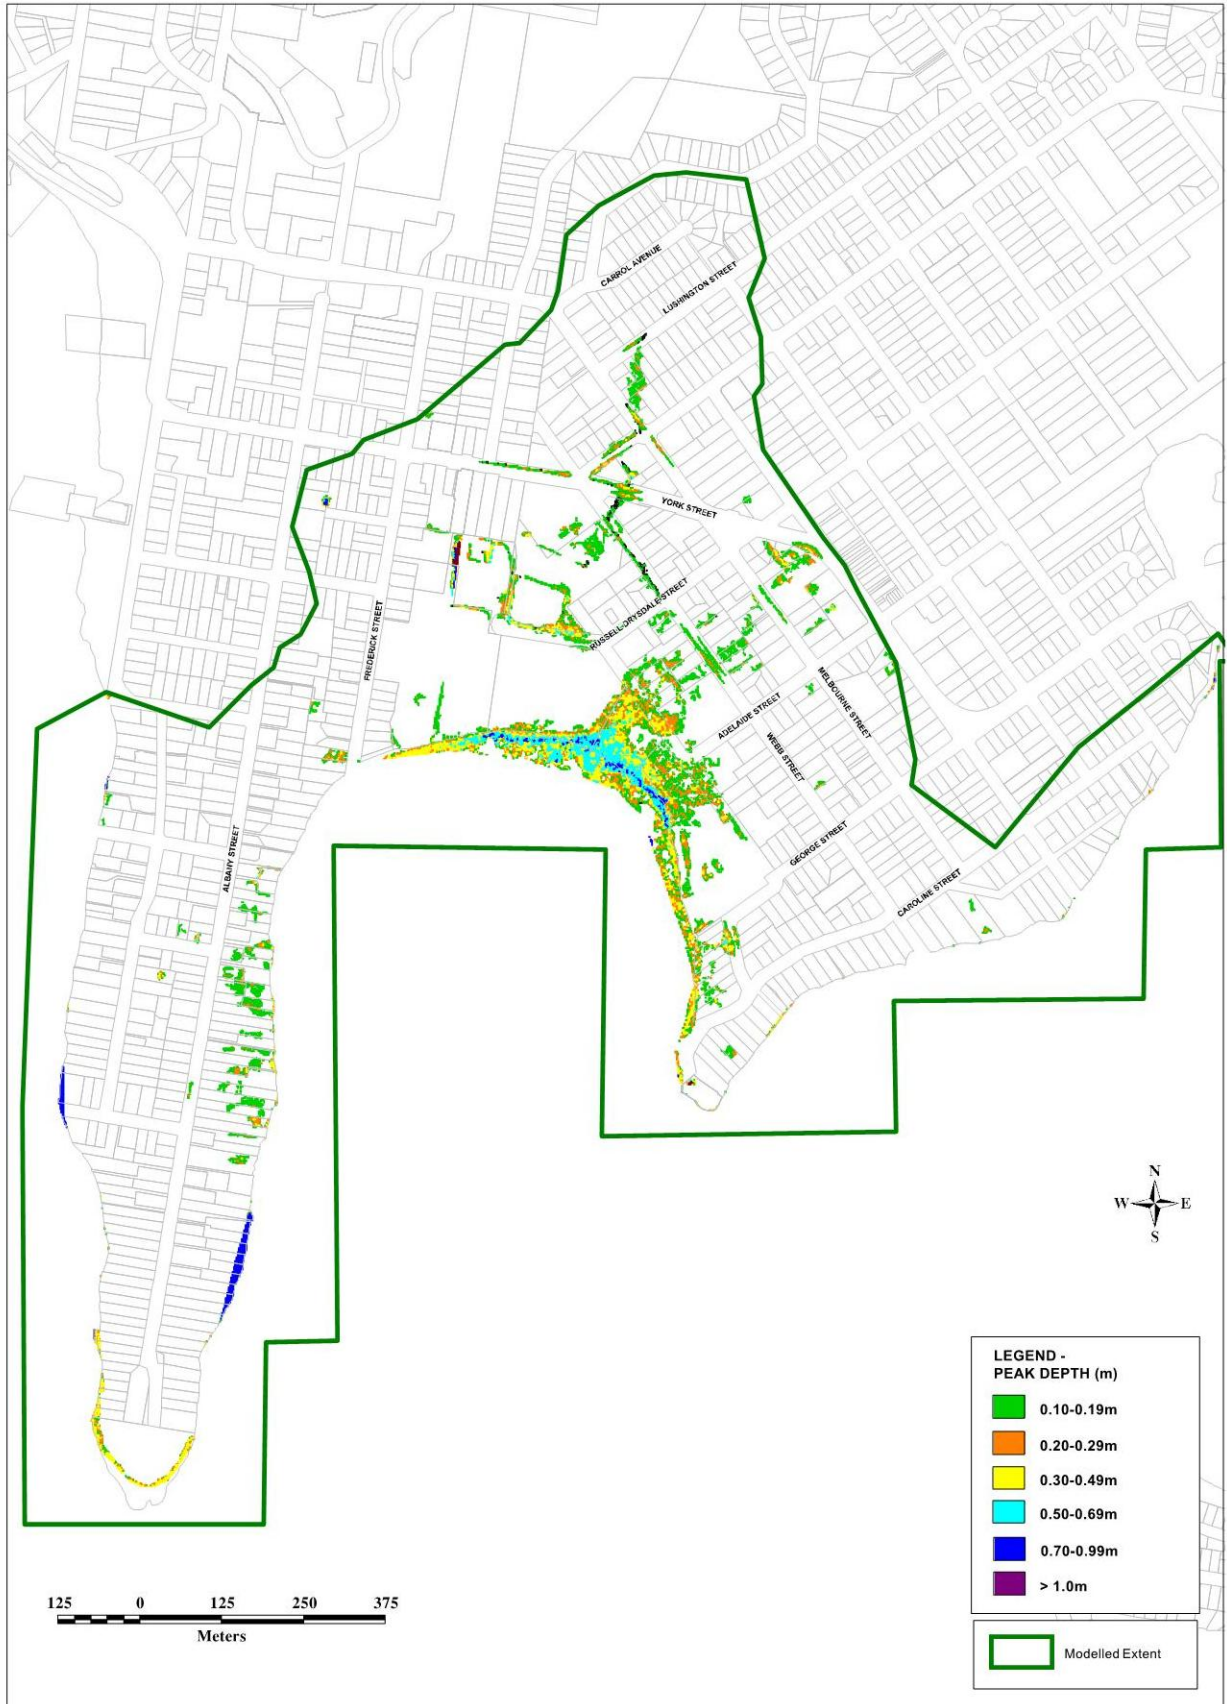 CARROL AVENUE
LUSHINGTON STREET
YORK STREET
RUSSELL DRYSDALE STREET
FREDERICK STREET
MELBOURNE STREET
ADELAIDE STREET
WEBB STREET
GEORGE STREET
ALBANY STREET
CAROLINE STREET
N
W E
S
LEGEND -
PEAK DEPTH (m)
0.10-0.19m
0.20-0.29m
0.30-0.49m
0.50-0.69m
0.70-0.99m
> 1.0m
125 0 125 250 375
Meters
Modelled Extent